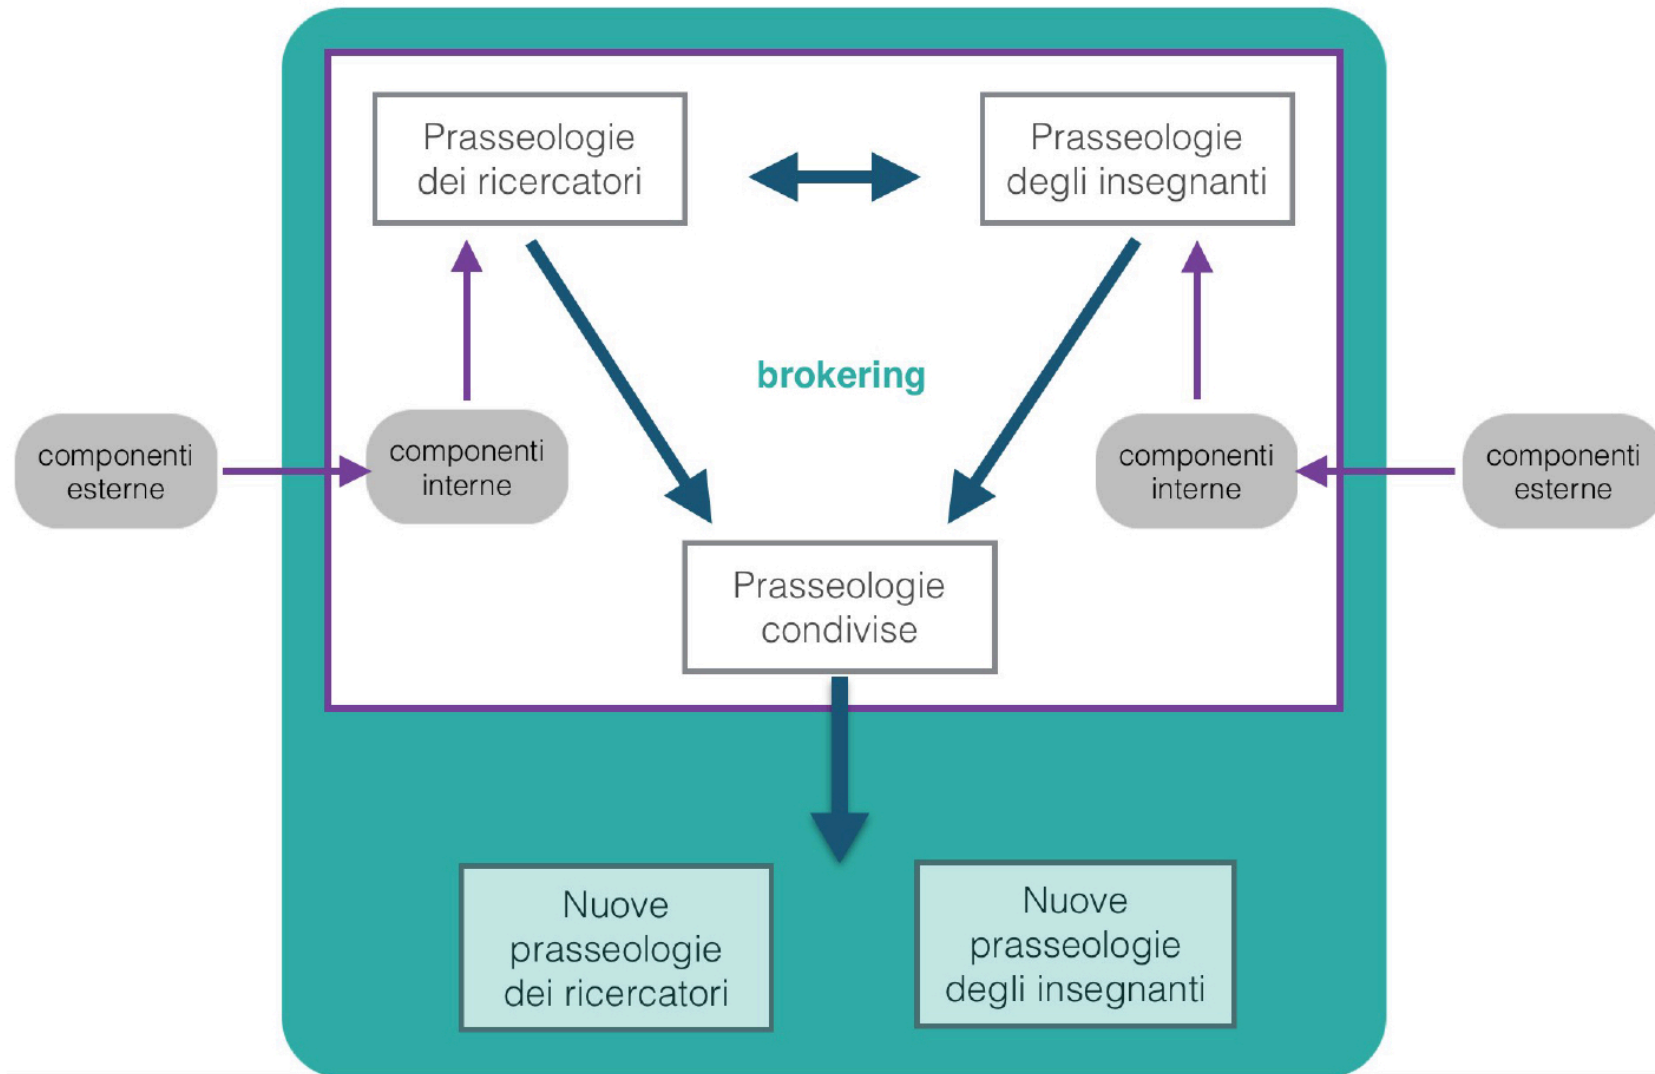 Prasseologie
dei ricercatori
Prasseologie
degli insegnanti
brokering
componenti
esterne
componenti
interne
componenti
interne
componenti
esterne
Prasseologie
condivise
Nuove
prasseologie
dei ricercatori
Nuove
prasseologie
degli insegnanti